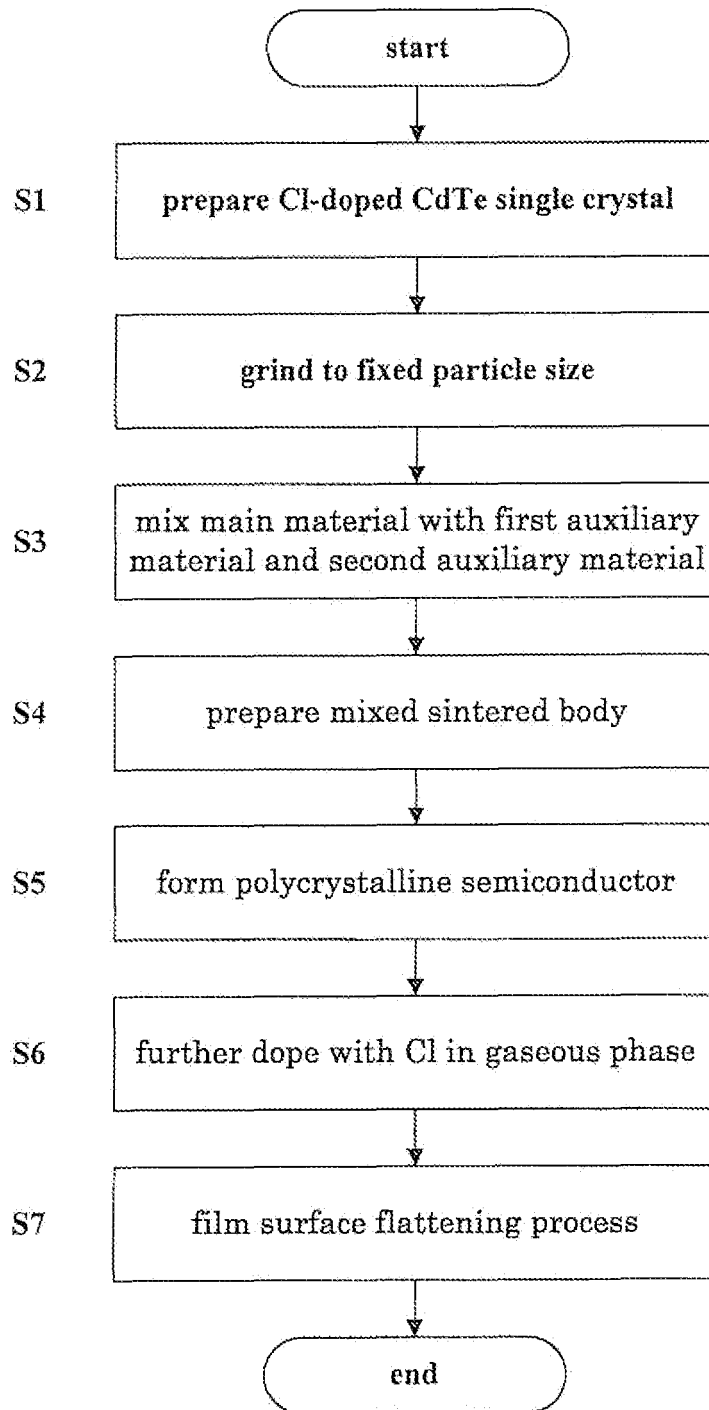 start
S1
prepare Cl-doped CdTe single crystal
S2
grind to fixed particle size
S3
mix main material with first auxiliary
material and second auxiliary material
S4
prepare mixed sintered body
S5
form polycrystalline semiconductor
S6
further dope with Cl in gaseous phase
S7
film surface flattening process
end